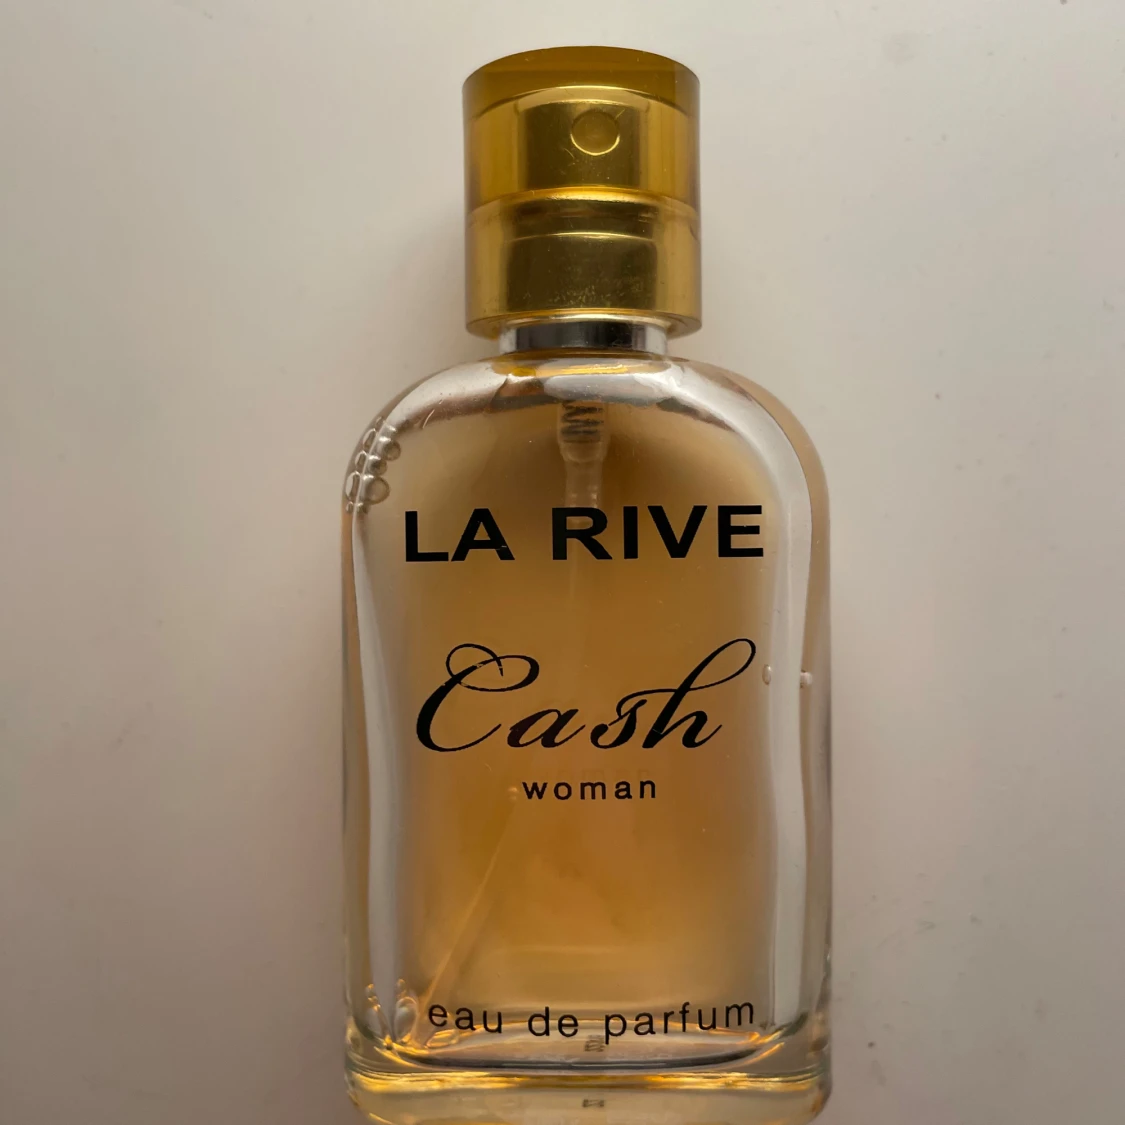 LA RIVE
Cash
woman
eau de parfum